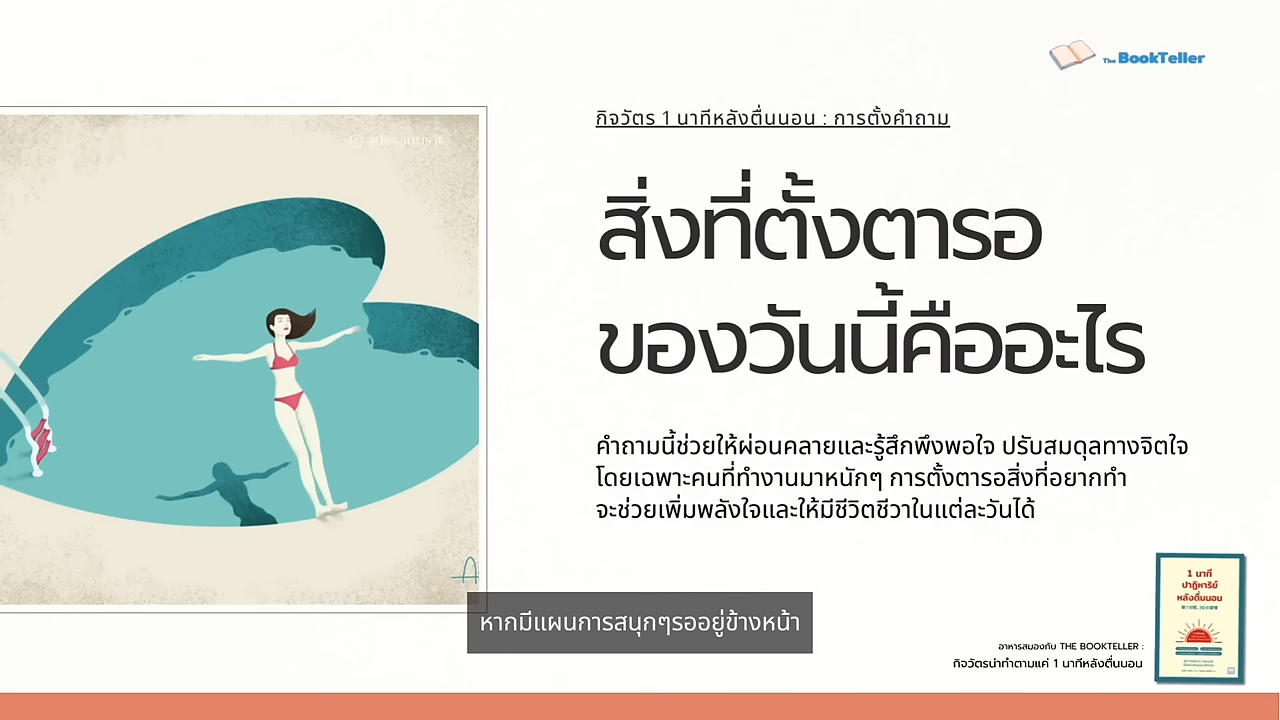 The BookTeller
กิจวัตร 1 นาทีหลังตื่นนอน : การตั้งคำถาม
© adesantis.it
สิ่งที่ตั้งตารอ
ของวันนี้คืออะไร
คำถามนี้ช่วยให้ผ่อนคลายและรู้สึกพึงพอใจ ปรับสมดุลทางจิตใจ
โดยเฉพาะคนที่ทำงานมาหนักๆ การตั้งตารอสิ่งที่อยากทำ
จะช่วยเพิ่มพลังใจและให้มีชีวิตชีวาในแต่ละวันได้
หากมีแผนการสนุกๆรออยู่ข้างหน้า
1 นาที
ปาฏิหาริย์
หลังตื่นนอน
อาหารสมองกับ THE BOOKTELLER :
กิจวัตรน่าทำตามแค่ 1 นาทีหลังตื่นนอน